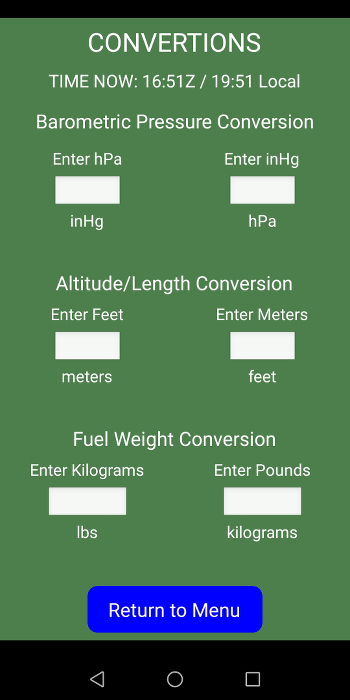 CONVERTIONS
TIME NOW: 16:51Z / 19:51 Local
Barometric Pressure Conversion
Enter hPa Enter inHg
inHg hPa
Altitude/Length Conversion
Enter Feet Enter Meters
meters feet
Fuel Weight Conversion
Enter Kilograms Enter Pounds
lbs kilograms
Return to Menu